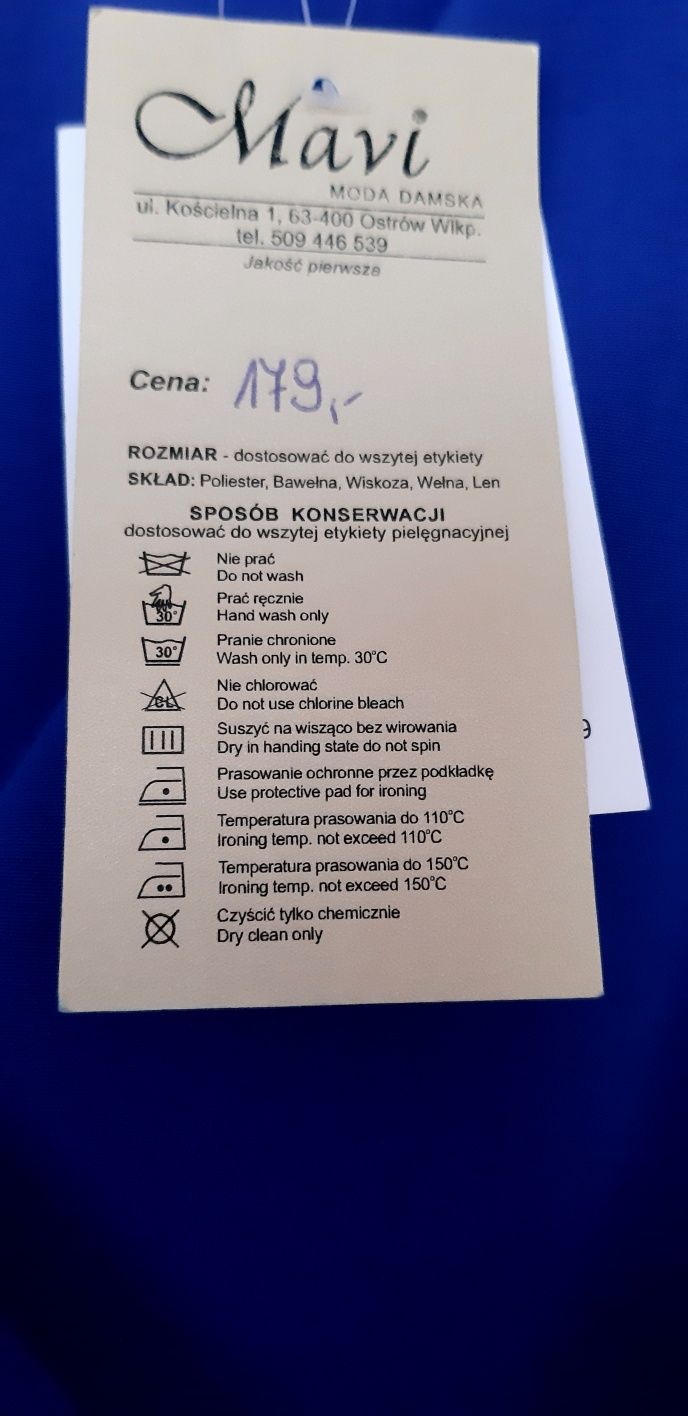 Mavi
MODA DAMSKA
ul. Kościelna 1, 63-400 Ostrów Wlkp.
tel. 509 446 539
Jakość pierwsza
Cena: 179,-
ROZMIAR - dostosować do wszytej etykiety
SKŁAD: Poliester, Bawełna, Wiskoza, Wełna, Len
SPOSÓB KONSERWACJI
dostosować do wszytej etykiety pielęgnacyjnej
Nie prać
Do not wash
Prać ręcznie
30° Hand wash only
Pranie chronione
30° Wash only in temp. 30°C
Nie chlorować
CL Do not use chlorine bleach
Suszyć na wisząco bez wirowania
Dry in handing state do not spin
9
Prasowanie ochronne przez podkładkę
Use protective pad for ironing
Temperatura prasowania do 110°C
Ironing temp. not exceed 110°C
Temperatura prasowania do 150°C
Ironing temp. not exceed 150°C
Czyścić tylko chemicznie
Dry clean only